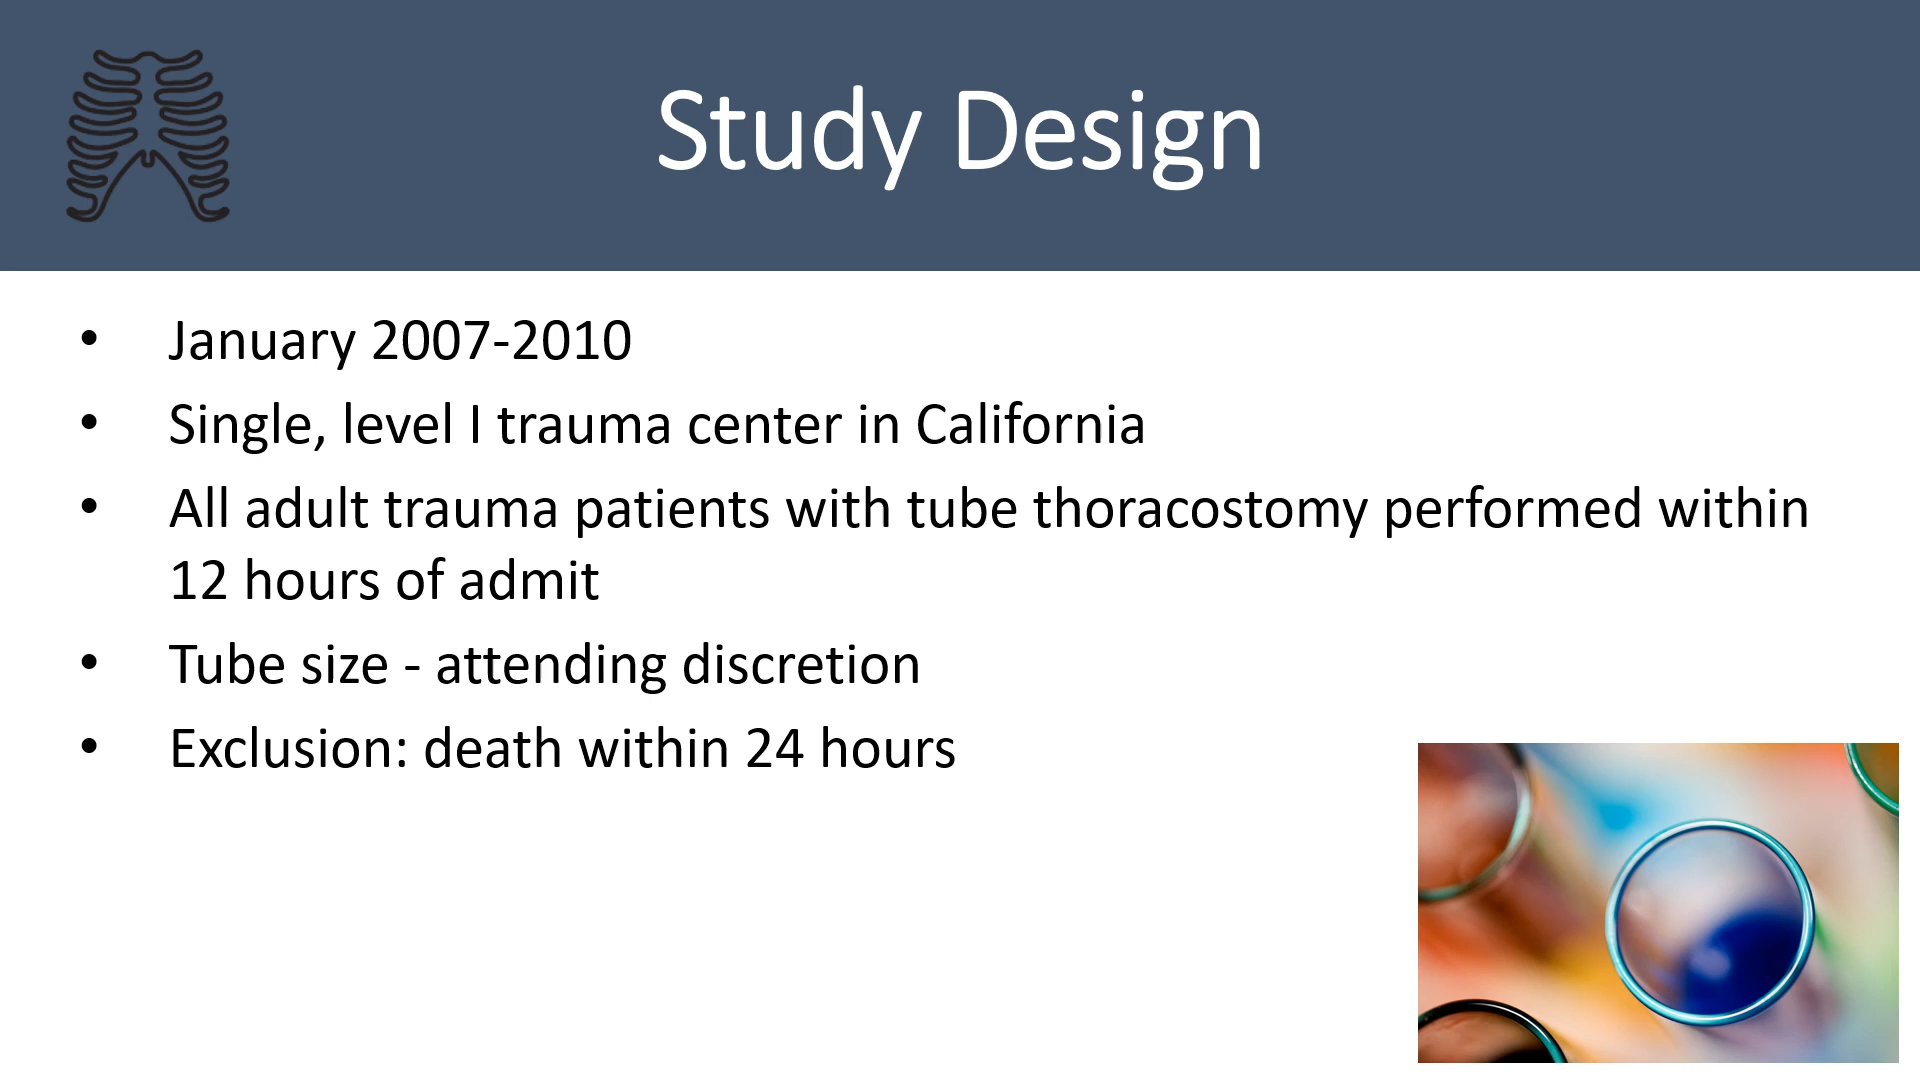 Study Design
• January 2007-2010
• Single, level I trauma center in California
• All adult trauma patients with tube thoracostomy performed within
12 hours of admit
• Tube size - attending discretion
• Exclusion: death within 24 hours